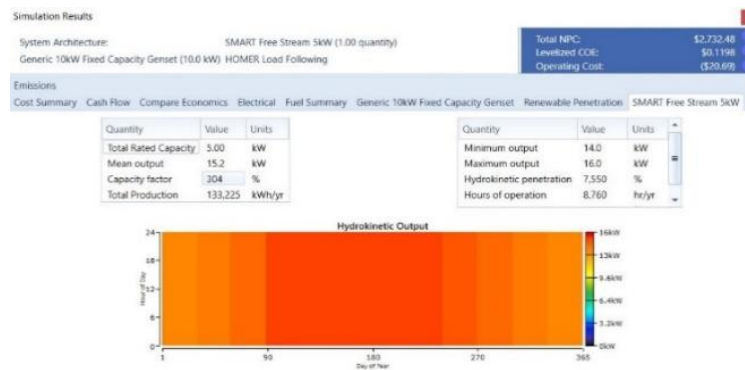 Simulation Results
System Architecture: SMART Free Stream 5kW (1.00 quantity)
Generic 10kW Fixed Capacity Genset (10.0 kW) HOMER Load Following
Total NPC: $2,732.48
Levelized COE: $0.1198
Operating Cost: ($20.69)
Emissions
Cost Summary Cash Flow Compare Economics Electrical Fuel Summary Generic 10kW Fixed Capacity Genset Renewable Penetration SMART Free Stream 5kW
Quantity Value Units
Total Rated Capacity 5.00 kW
Mean output 15.2 kW
Capacity factor 304 %
Total Production 133,225 kWh/yr
Quantity Value Units
Minimum output 14.0 kW
Maximum output 16.0 kW
Hydrokinetic penetration 7,550 %
Hours of operation 8,760 hr/yr
Hydrokinetic Output
Hour of Day
24
18
12
6
0
1 90 180 270 365
Day of Year
16kW
13kW
9.6kW
6.4kW
3.2kW
0kW